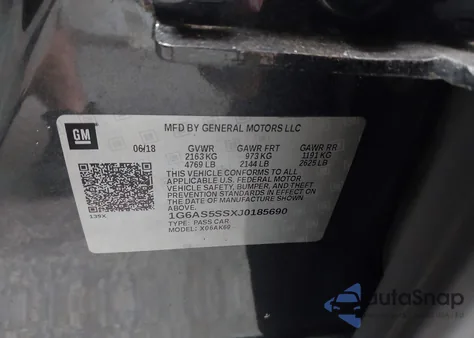 GM
MFD BY GENERAL MOTORS LLC
06/18 GVWR GAWR FRT GAWR RR
2163 KG 973 KG 1191 KG
4769 LB 2144 LB 2625 LB
THIS VEHICLE CONFORMS TO ALL
APPLICABLE U.S. FEDERAL MOTOR
VEHICLE SAFETY, BUMPER, AND THEFT
PREVENTION STANDARDS IN EFFECT ON
THE DATE OF MANUFACTURE SHOWN
ABOVE.
1G6AS5SSXJ0185690
TYPE: PASS CAR
MODEL:
139X
AutoSnap